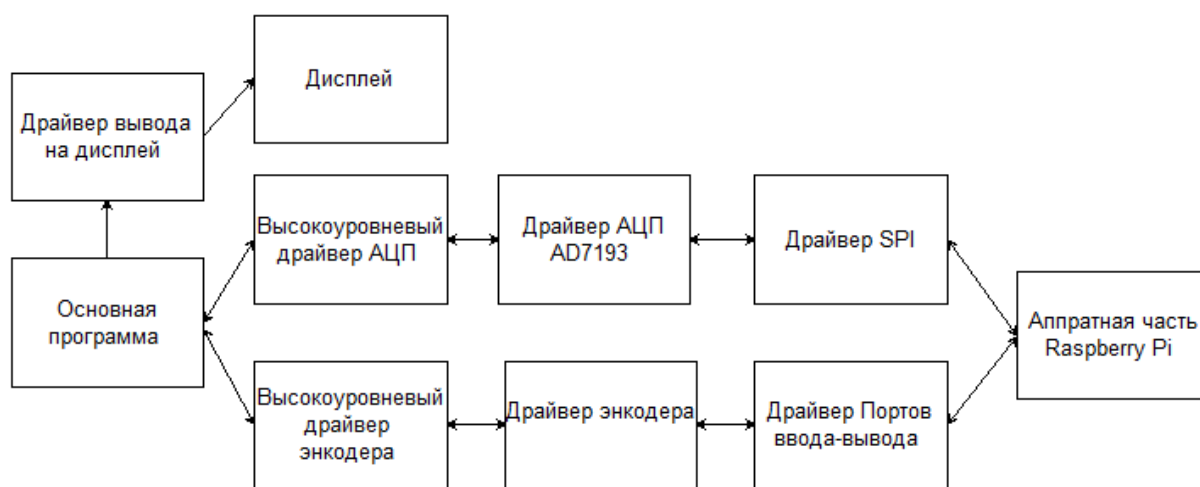 Дисплей
Драйвер вывода
на дисплей
Высокоуровневый
драйвер АЦП
Драйвер АЦП
AD7193
Драйвер SPI
Основная
программа
Аппратная часть
Raspberry Pi
Высокоуровневый
драйвер
энкодера
Драйвер энкодера
Драйвер Портов
ввода-вывода